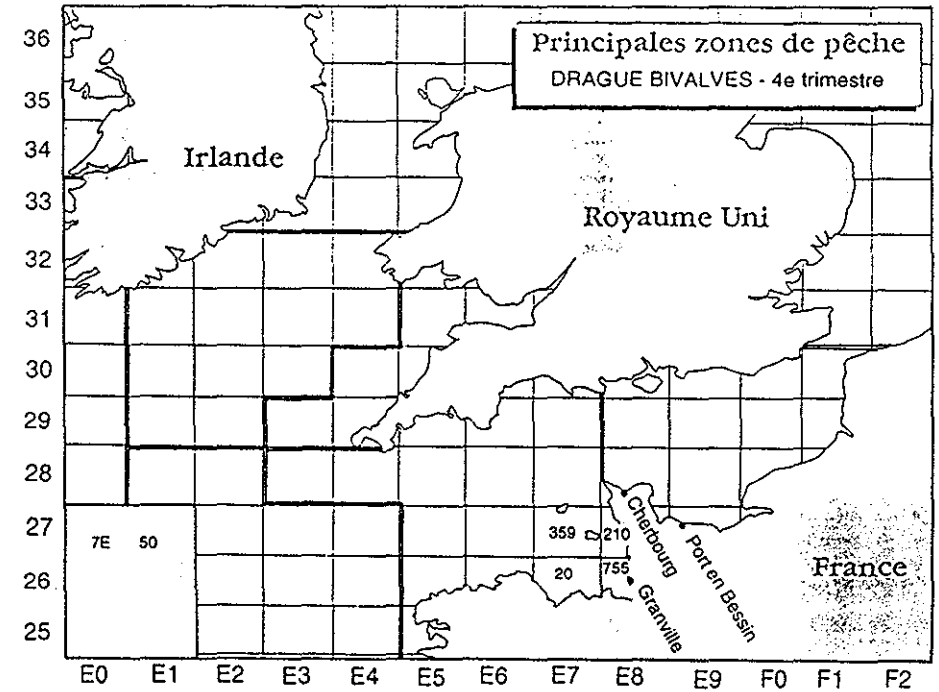 Principales zones de pêche
DRAGUE BIVALVES - 4e trimestre
36
35
34
33
32
31
30
29
28
27
26
25
Irlande
Royaume Uni
France
Cherbourg
Port en Bessin
Granville
7E 50
359 210
20 755
E0 E1 E2 E3 E4 E5 E6 E7 E8 E9 F0 F1 F2